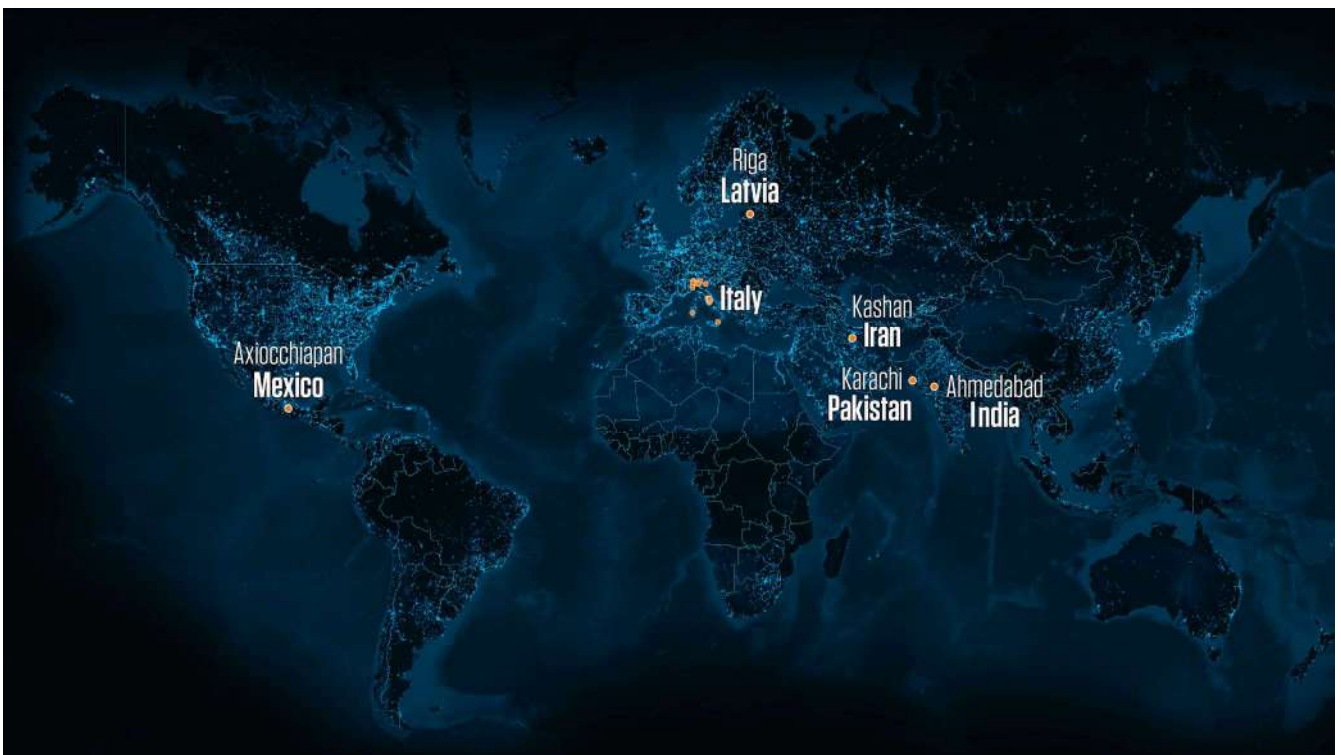 Riga
Latvia
Italy
Kashan
Iran
Axiocchiapan
Mexico
Karachi
Pakistan
Ahmedabad
India